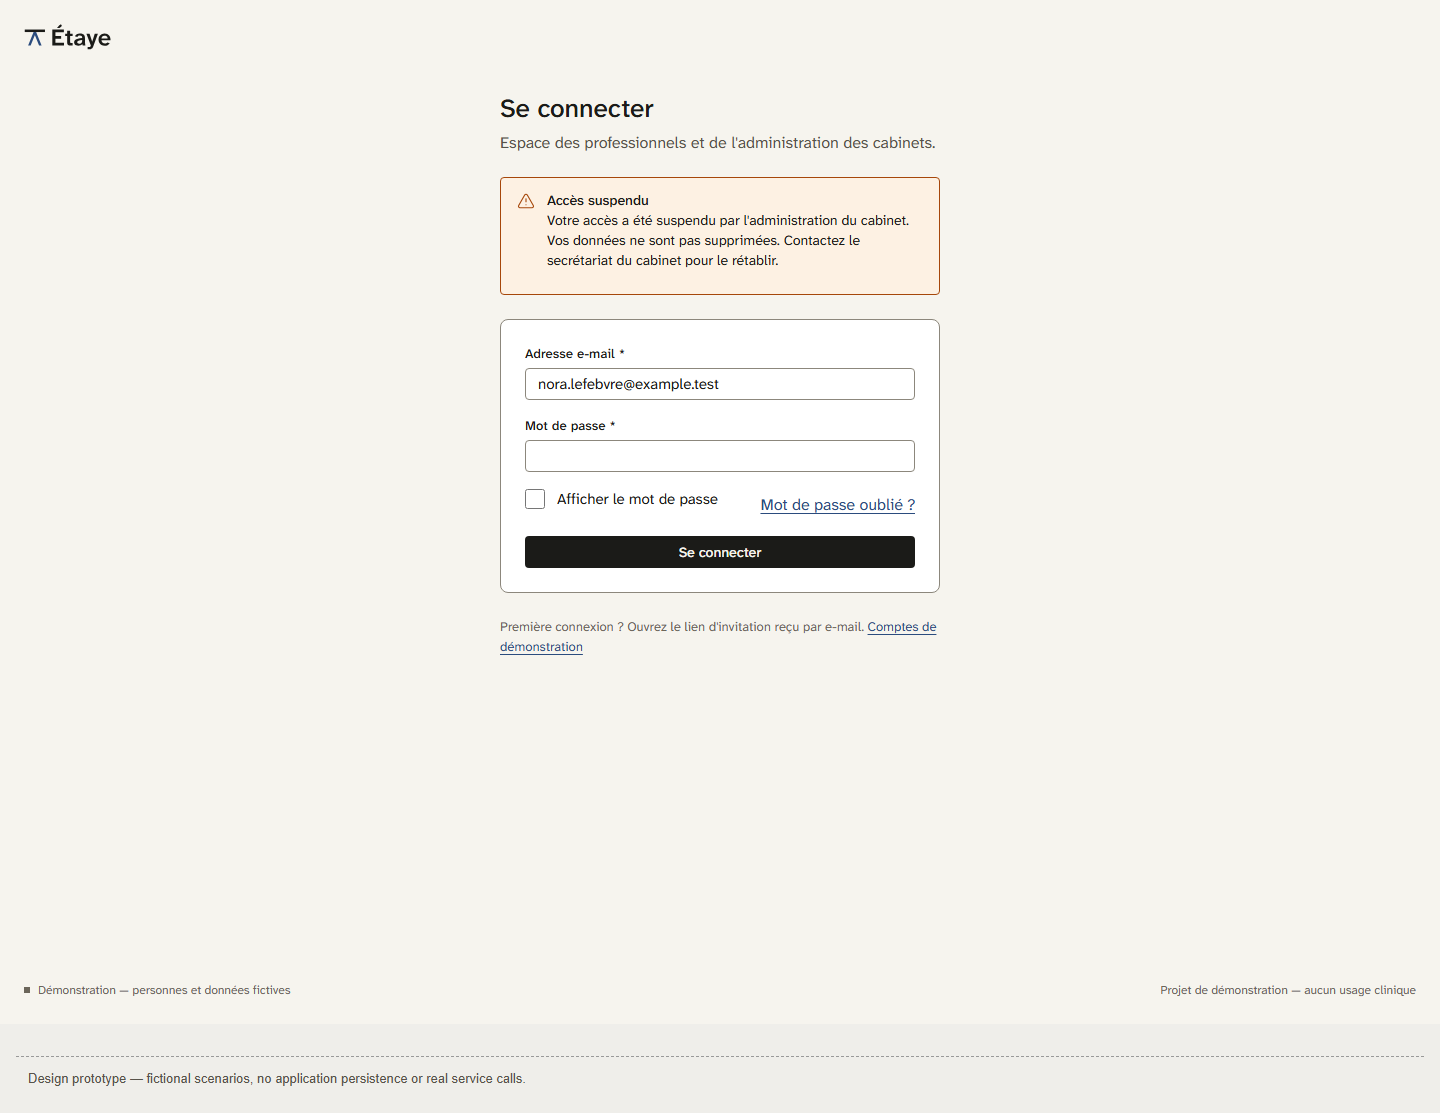 Étaye
Se connecter
Espace des professionnels et de l'administration des cabinets.
Accès suspendu
Votre accès a été suspendu par l'administration du cabinet.
Vos données ne sont pas supprimées. Contactez le
secrétariat du cabinet pour le rétablir.
Adresse e-mail *
nora.lefebvre@example.test
Mot de passe *
Afficher le mot de passe
Mot de passe oublié ?
Se connecter
Première connexion ? Ouvrez le lien d'invitation reçu par e-mail. Comptes de
démonstration
Démonstration — personnes et données fictives
Projet de démonstration — aucun usage clinique
Design prototype — fictional scenarios, no application persistence or real service calls.